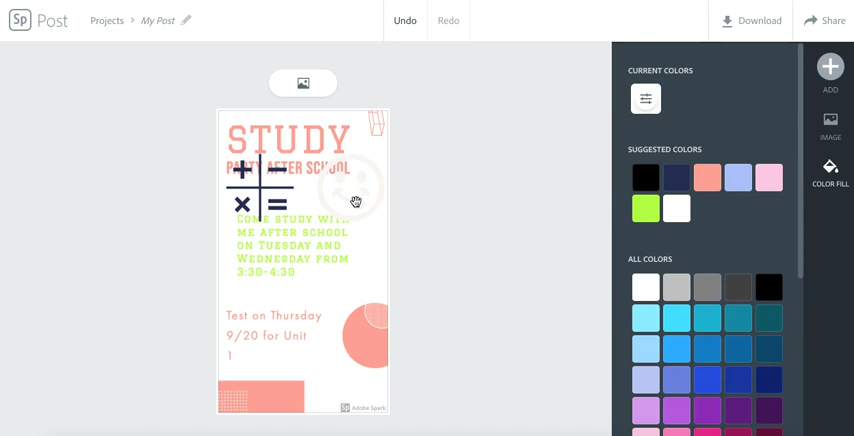 Sp Post
Projects > My Post
Undo
Redo
Download
Share
STUDY
PARTY AFTER SCHOOL
COME STUDY WITH
ME AFTER SCHOOL
ON TUESDAY AND
WEDNESDAY FROM
3:30-4:30
Test on Thursday
9/20 for Unit
1
Sp Adobe Spark
CURRENT COLORS
SUGGESTED COLORS
ALL COLORS
ADD
IMAGE
COLOR FILL